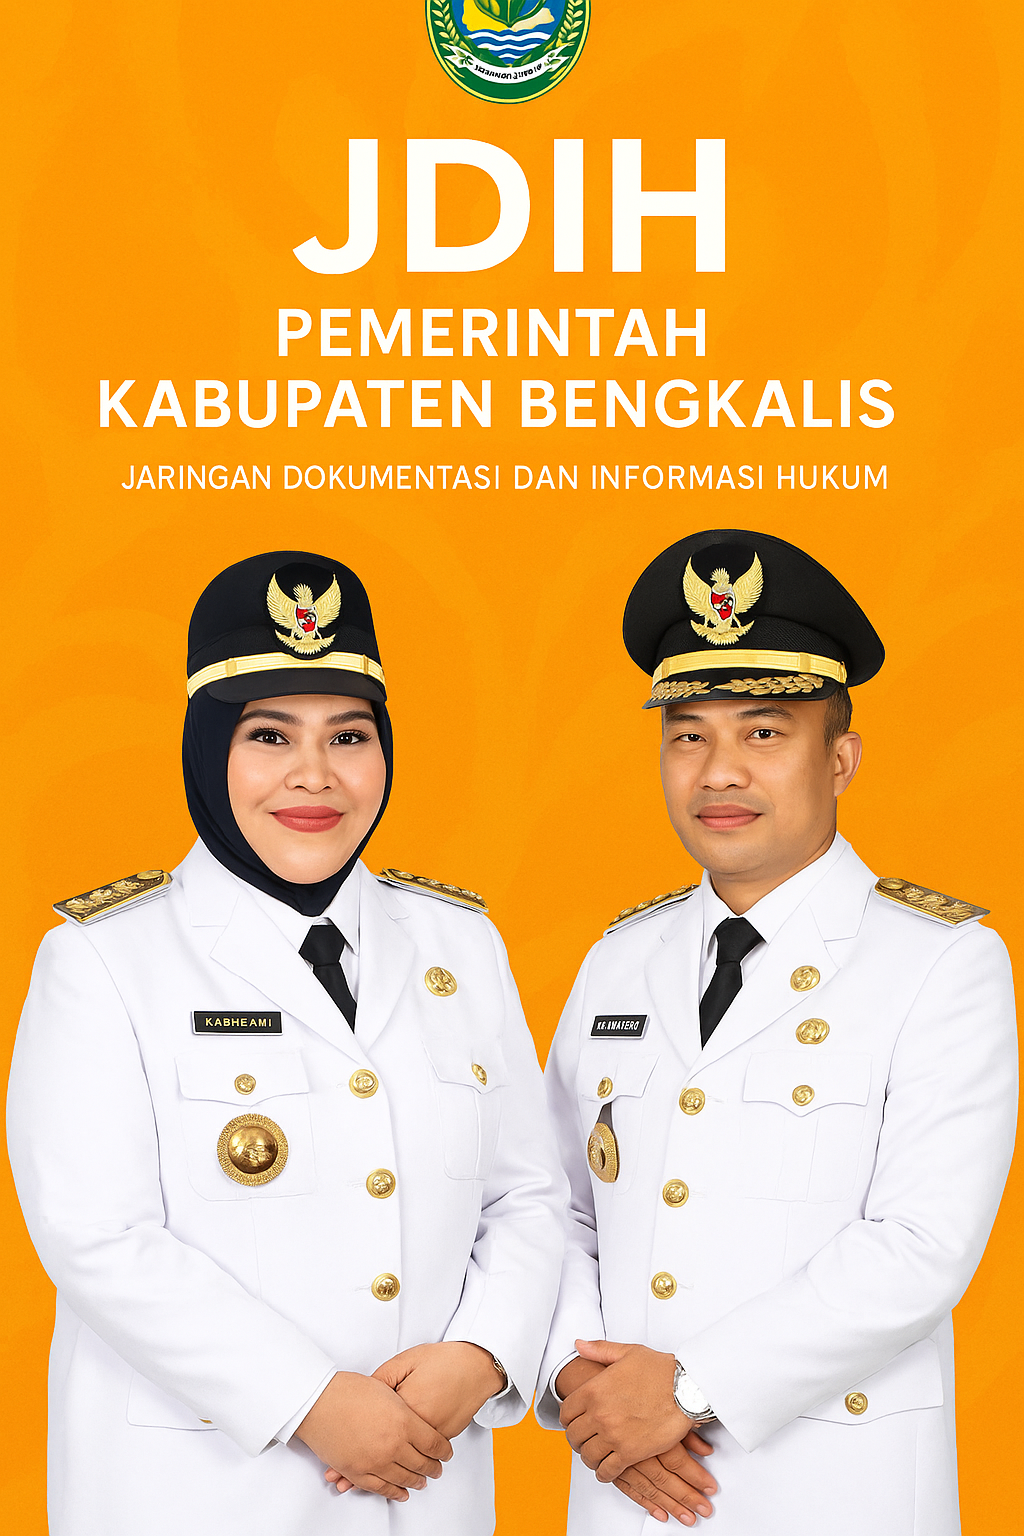 JDIH
PEMERINTAH
KABUPATEN BENGKALIS
JARINGAN DOKUMENTASI DAN INFORMASI HUKUM
KABHEAMI